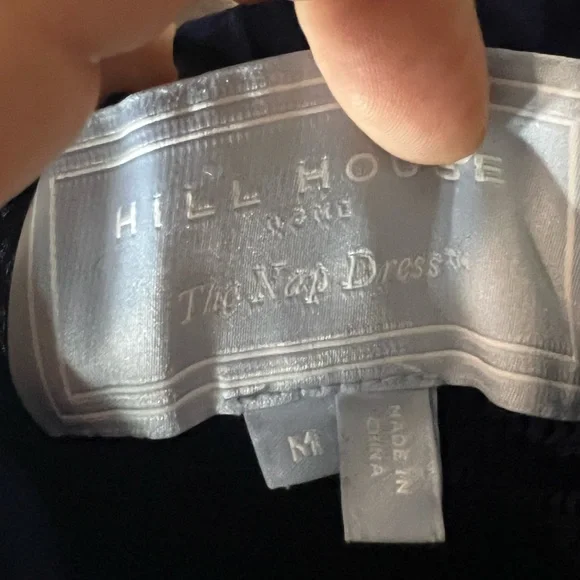 HILL HOUSE
HOME
The Nap Dress™
M
MADE IN
CHINA